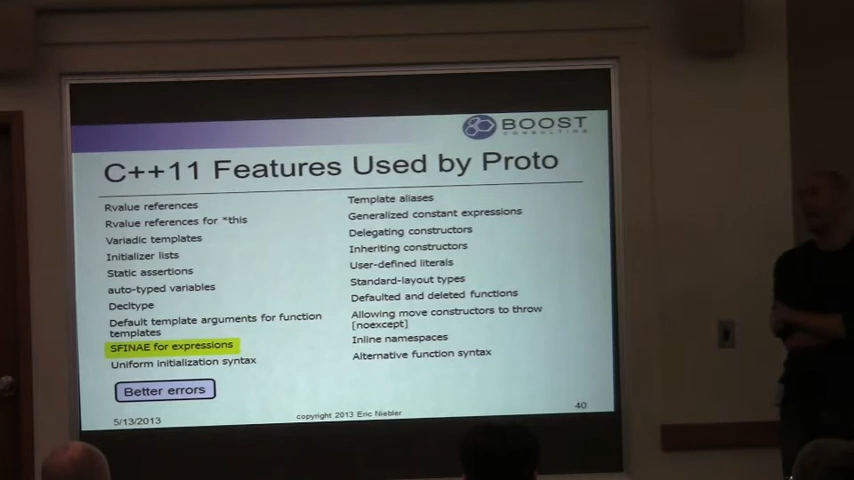 BOOST
CONSULTING
C++11 Features Used by Proto
Rvalue references
Rvalue references for *this
Variadic templates
Initializer lists
Static assertions
auto-typed variables
Decltype
Default template arguments for function
templates
SFINAE for expressions
Uniform initialization syntax
Template aliases
Generalized constant expressions
Delegating constructors
Inheriting constructors
User-defined literals
Standard-layout types
Defaulted and deleted functions
Allowing move constructors to throw
[noexcept]
Inline namespaces
Alternative function syntax
Better errors
5/13/2013
copyright 2013 Eric Niebler
40